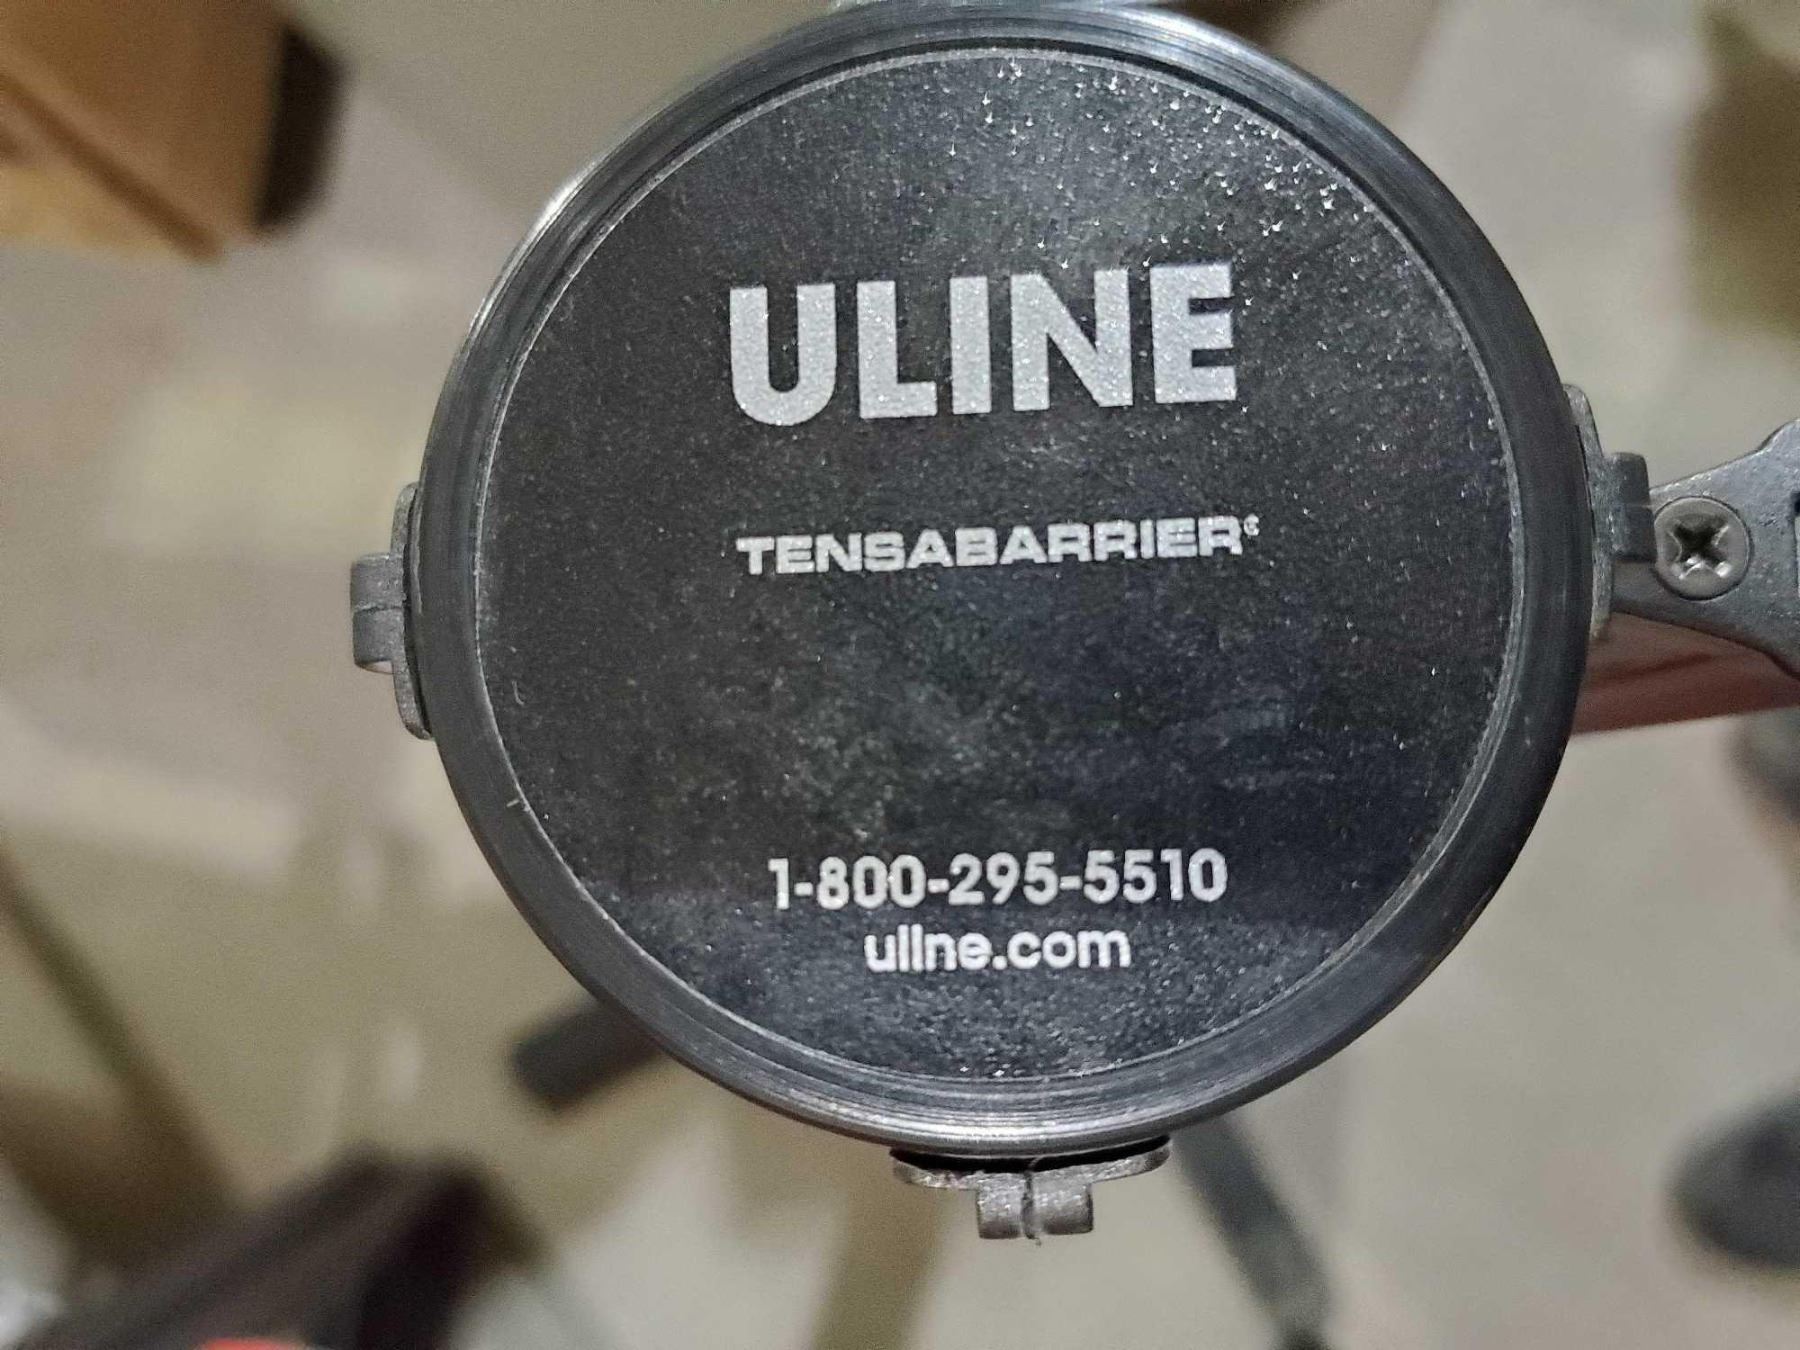 ULINE
TENSABARRIER®
1-800-295-5510
uline.com